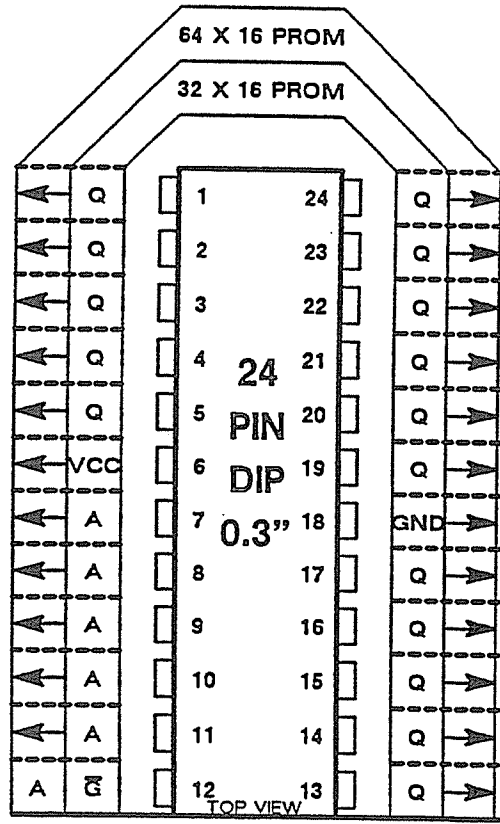 64 X 16 PROM
32 X 16 PROM
Q 1 24 Q
Q 2 23 Q
Q 3 22 Q
Q 4 21 Q
24
Q 5 20 Q
PIN
VCC 6 19 Q
DIP
A 7 18 GND
0.3”
A 8 17 Q
A 9 16 Q
A 10 15 Q
A 11 14 Q
A G̅ 12 13 Q
TOP VIEW